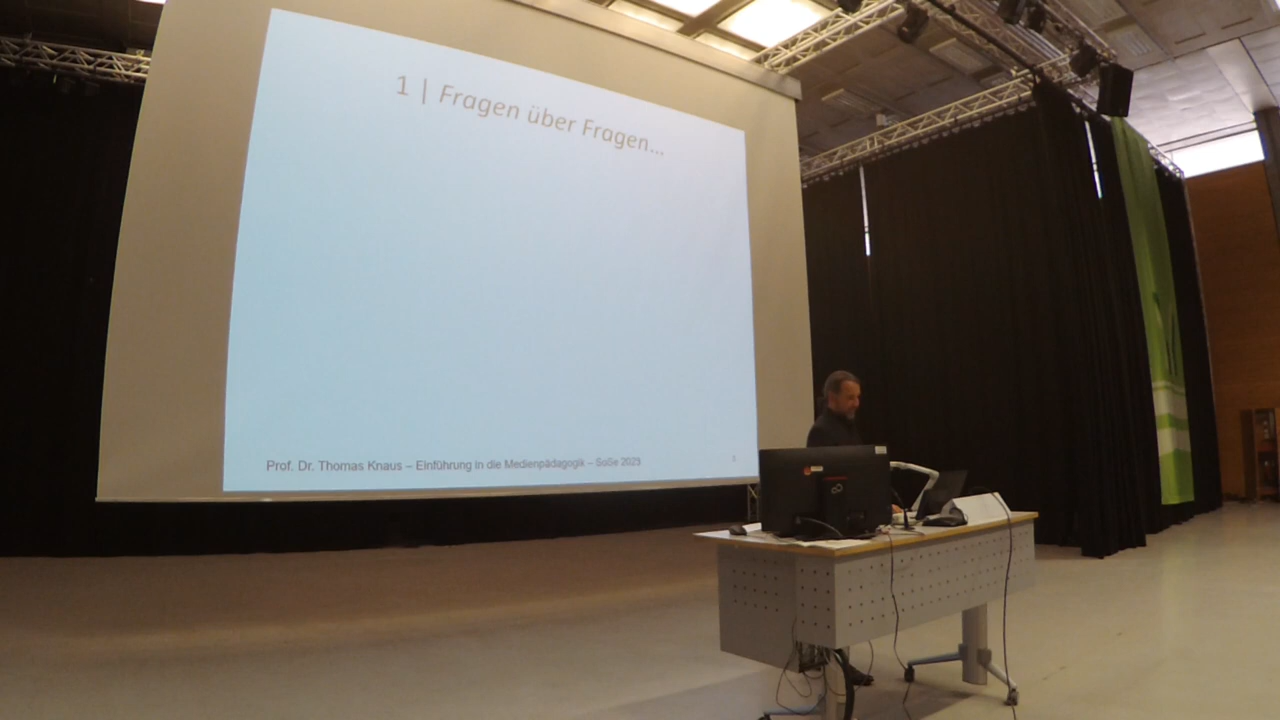 1 | Fragen über Fragen...
Prof. Dr. Thomas Knaus – Einführung in die Medienpädagogik – SoSe 2023